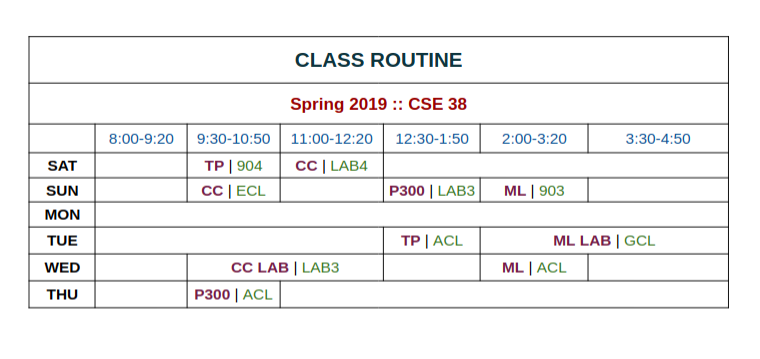 CLASS ROUTINE
Spring 2019 :: CSE 38
8:00-9:20 9:30-10:50 11:00-12:20 12:30-1:50 2:00-3:20 3:30-4:50
SAT TP | 904 CC | LAB4
SUN CC | ECL P300 | LAB3 ML | 903
MON
TUE TP | ACL ML LAB | GCL
WED CC LAB | LAB3 ML | ACL
THU P300 | ACL